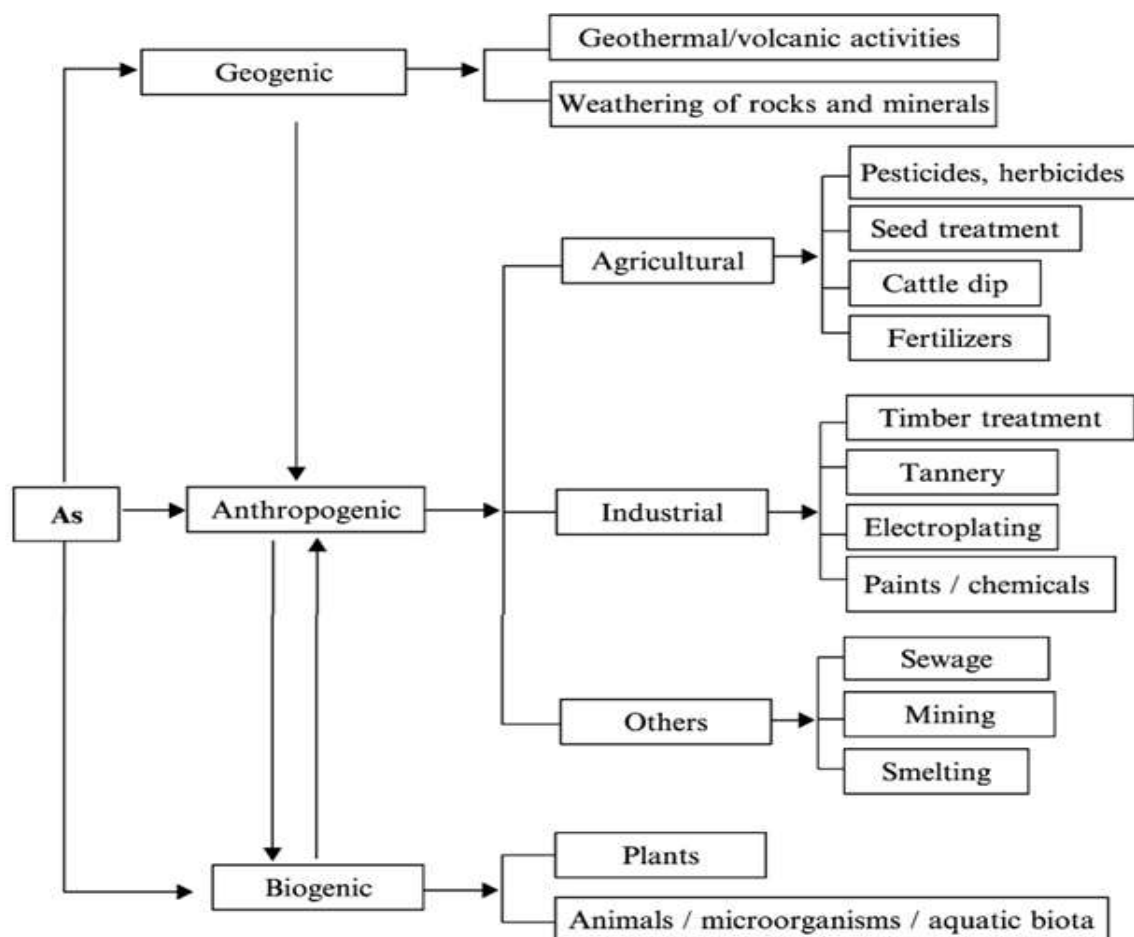 Geothermal/volcanic activities
Geogenic
Weathering of rocks and minerals
Pesticides, herbicides
Seed treatment
Agricultural
Cattle dip
Fertilizers
Timber treatment
Tannery
As
Anthropogenic
Industrial
Electroplating
Paints / chemicals
Sewage
Others
Mining
Smelting
Plants
Biogenic
Animals / microorganisms / aquatic biota